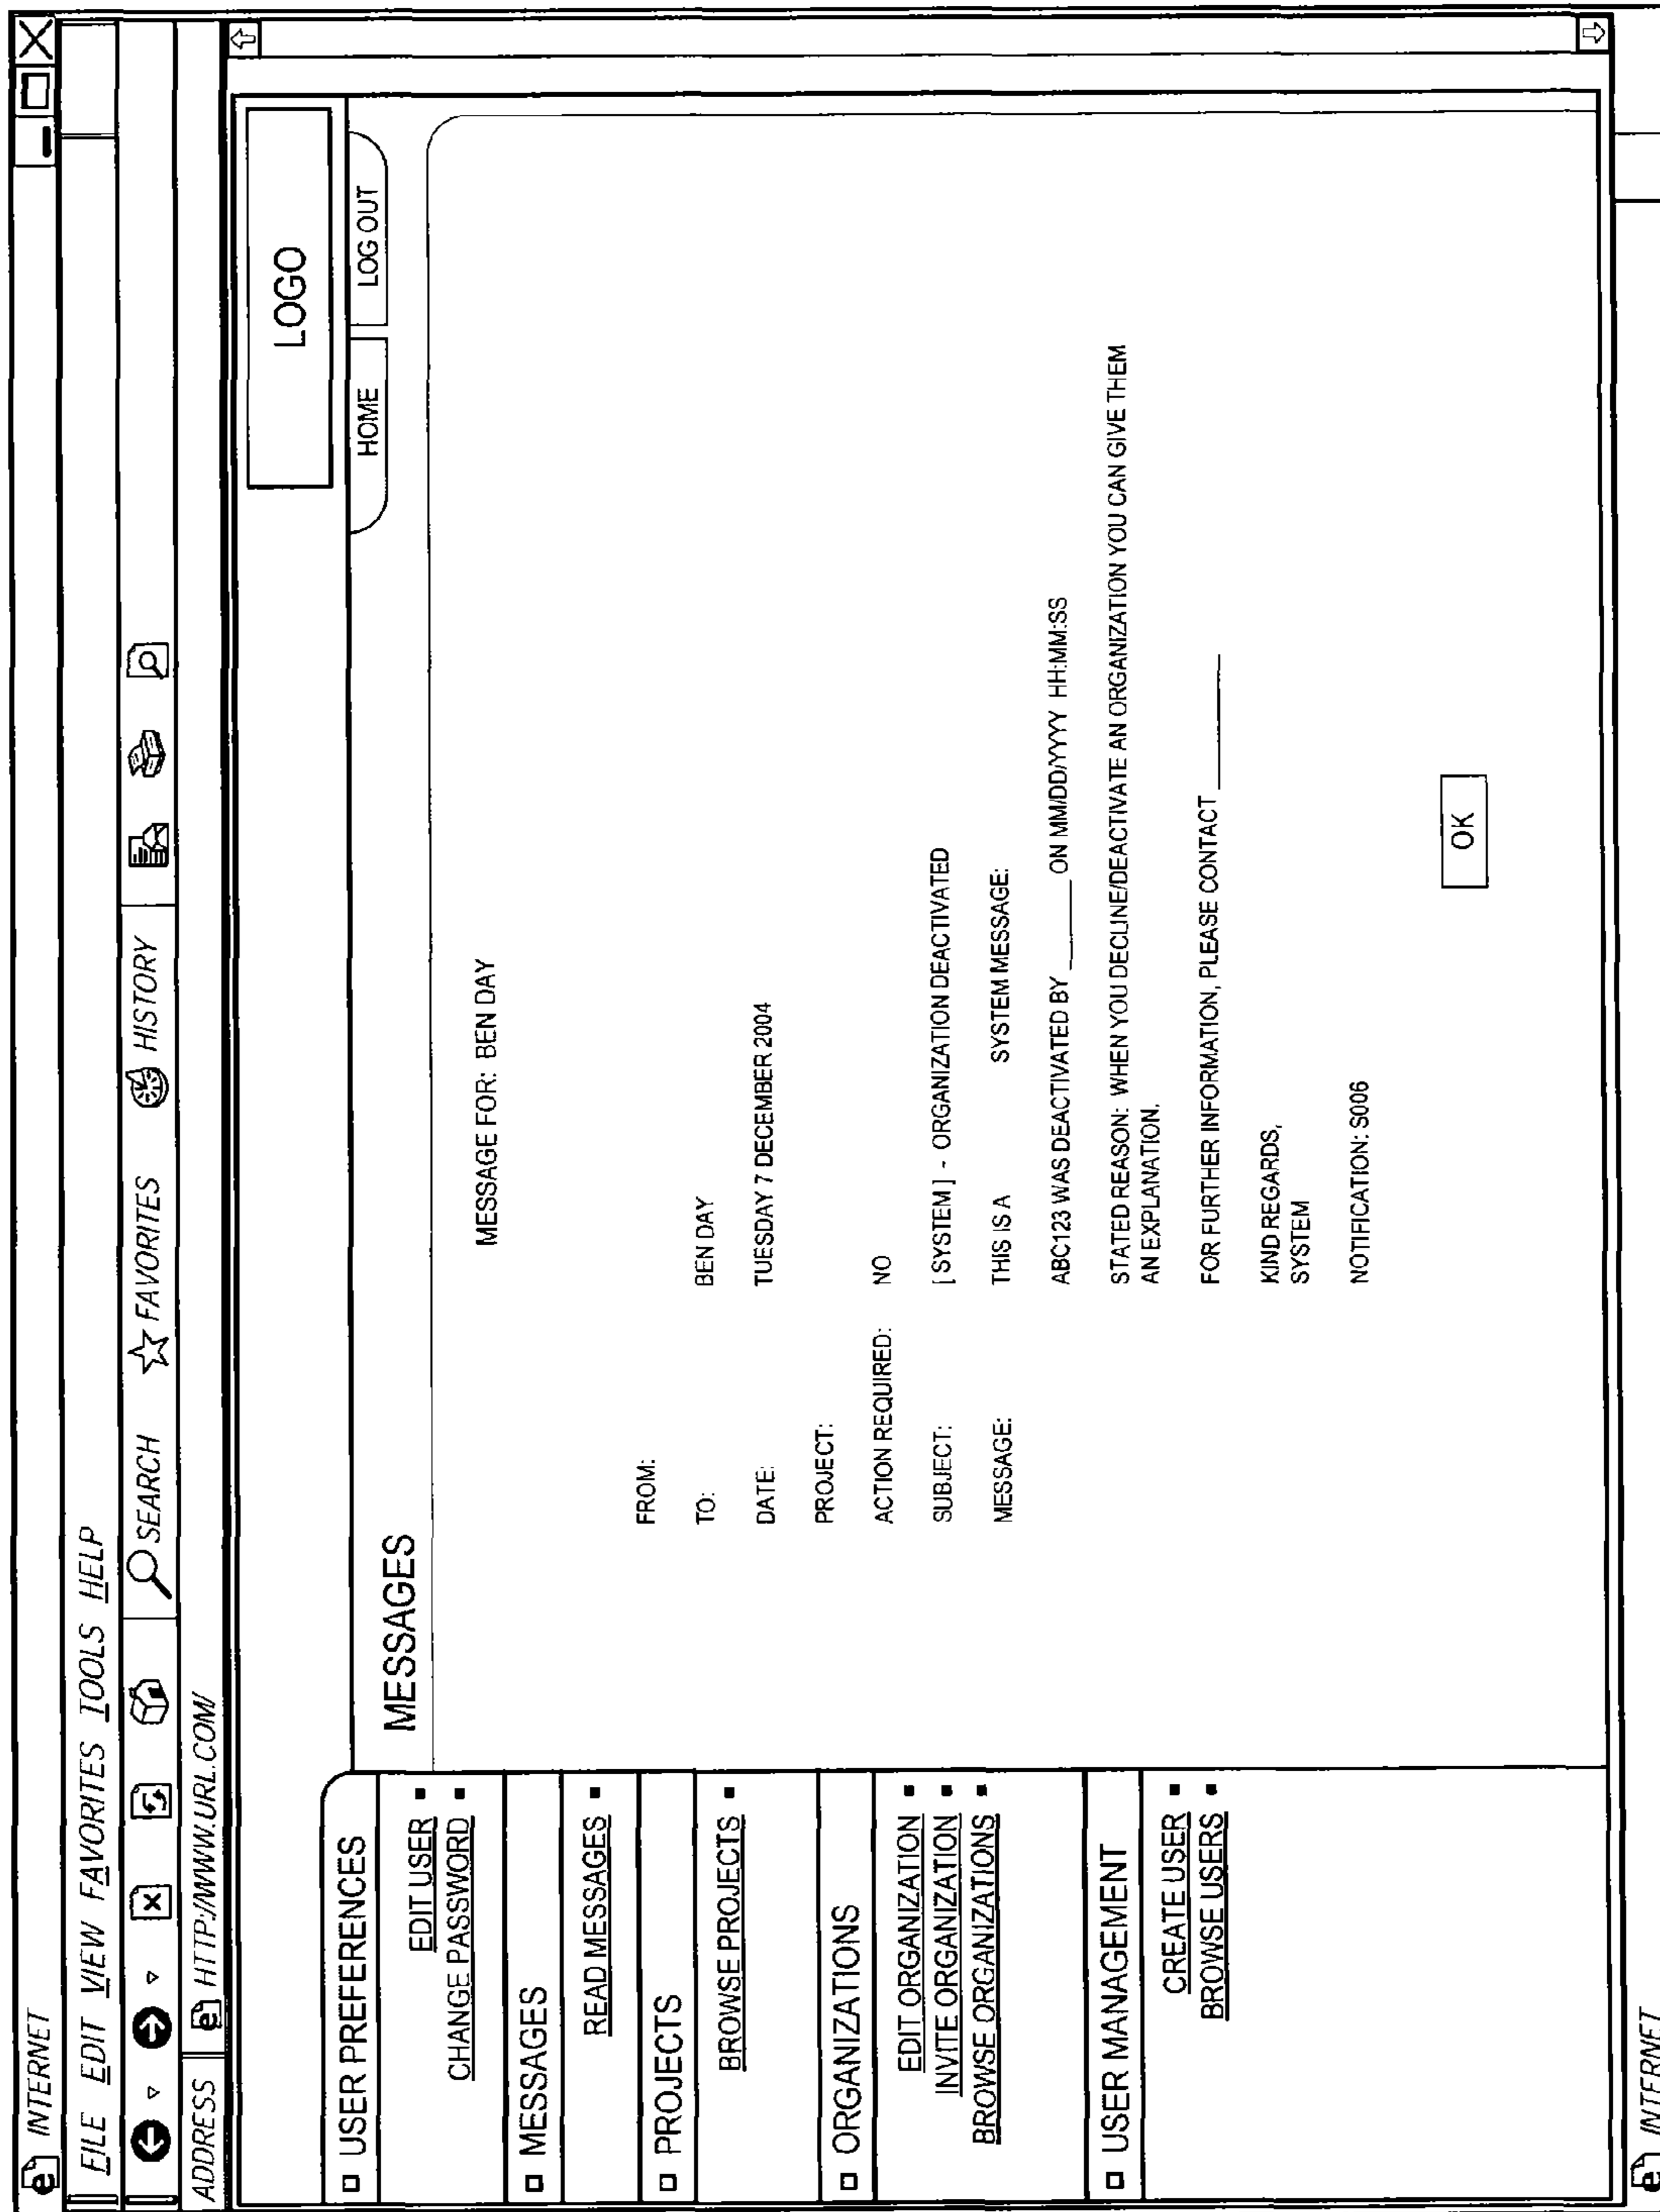 INTERNET
FILE EDIT VIEW FAVORITES TOOLS HELP
SEARCH FAVORITES HISTORY
ADDRESS HTTP://WWW.URL.COM/
LOGO
HOME LOG OUT
USER PREFERENCES
EDIT USER
CHANGE PASSWORD
MESSAGES
READ MESSAGES
PROJECTS
BROWSE PROJECTS
ORGANIZATIONS
EDIT ORGANIZATION
INVITE ORGANIZATION
BROWSE ORGANIZATIONS
USER MANAGEMENT
CREATE USER
BROWSE USERS
MESSAGES
MESSAGE FOR: BEN DAY
FROM:
TO: BEN DAY
DATE: TUESDAY 7 DECEMBER 2004
PROJECT:
ACTION REQUIRED: NO
SUBJECT: [SYSTEM] - ORGANIZATION DEACTIVATED
MESSAGE: THIS IS A SYSTEM MESSAGE:
ABC123 WAS DEACTIVATED BY ____ ON MM/DD/YYYY HH:MM:SS
STATED REASON: WHEN YOU DECLINE/DEACTIVATE AN ORGANIZATION YOU CAN GIVE THEM
AN EXPLANATION.
FOR FURTHER INFORMATION, PLEASE CONTACT ________
KIND REGARDS,
SYSTEM
NOTIFICATION: S006
OK
INTERNET